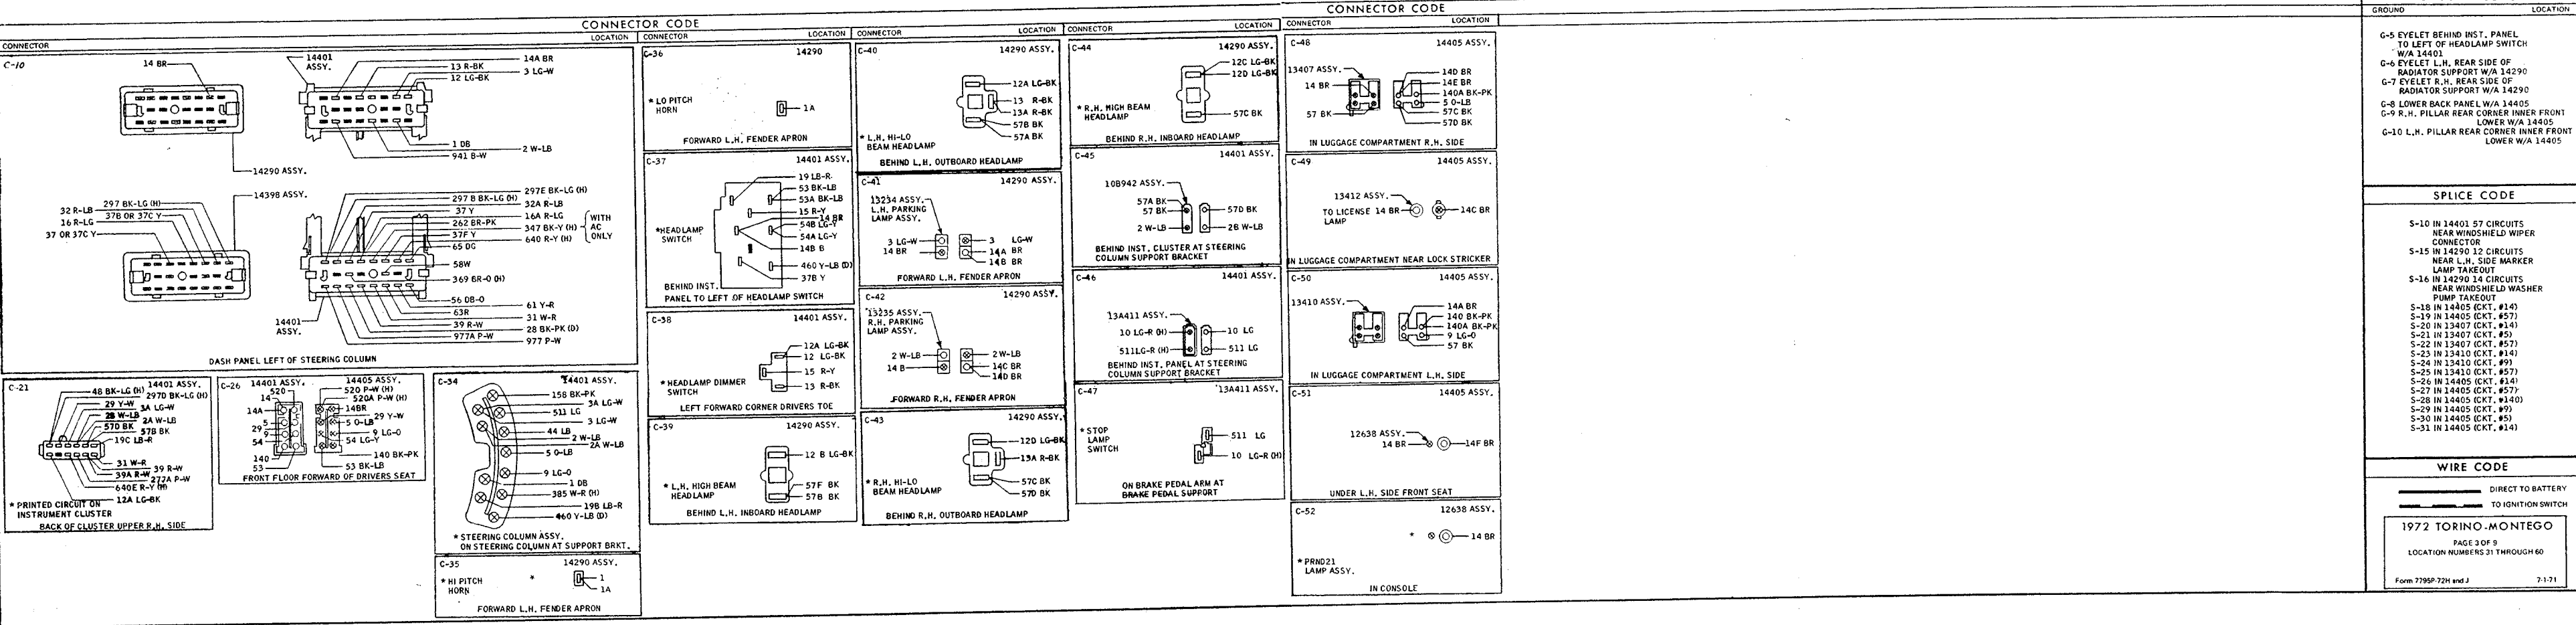 CONNECTOR CODE
CONNECTOR LOCATION
C-10
14 BR
14401 ASSY.
14A BR
13 R-BK
3 LG-W
12 LG-BK
1 DB
2 W-LB
941 B-W
14290 ASSY.
14398 ASSY.
297 BK-LG (H)
32 R-LB
37B OR 37C Y
16 R-LG
37 OR 37C Y
297E BK-LG (H)
297 B BK-LG (H)
32A R-LB
37 Y
16A R-LG
262 BR-PK
347 BK-Y (H)
37F Y
640 R-Y (H)
WITH AC ONLY
65 DG
58W
369 BR-O (H)
56 DB-O
61 Y-R
63R
31 W-R
39 R-W
28 BK-PK (D)
977A P-W
977 P-W
14401 ASSY.
DASH PANEL LEFT OF STEERING COLUMN
C-21
14401 ASSY.
48 BK-LG (H)
297D BK-LG (H)
29 Y-W
3A LG-W
2B W-LB
2A W-LB
57D BK
57B BK
19C LB-R
31 W-R
39 R-W
39A R-W
277A P-W
640E R-Y (H)
12A LG-BK
* PRINTED CIRCUIT ON
INSTRUMENT CLUSTER
BACK OF CLUSTER UPPER R.H. SIDE
C-26
14401 ASSY.
14405 ASSY.
520
14
14A
5
29
9
54
140
53
520 P-W (H)
520A P-W (H)
14BR
29 Y-W
5 O-LB
9 LG-O
54 LG-Y
140 BK-PK
53 BK-LB
FRONT FLOOR FORWARD OF DRIVERS SEAT
C-34
14401 ASSY.
15B BK-PK
3A LG-W
511 LG
3 LG-W
44 LB
2 W-LB
2A W-LB
5 O-LB
9 LG-O
1 DB
385 W-R (H)
19B LB-R
460 Y-LB (D)
* STEERING COLUMN ASSY.
ON STEERING COLUMN AT SUPPORT BRKT.
C-35
14290 ASSY.
* HI PITCH
HORN
*
1
1A
FORWARD L.H. FENDER APRON
CONNECTOR LOCATION
C-36
14290
* LO PITCH
HORN
1A
FORWARD L.H. FENDER APRON
C-37
14401 ASSY.
19 LB-R
53 BK-LB
53A BK-LB
15 R-Y
14 BR
54B LG-Y
54A LG-Y
14B B
460 Y-LB (D)
37B Y
*HEADLAMP
SWITCH
BEHIND INST.
PANEL TO LEFT OF HEADLAMP SWITCH
C-38
14401 ASSY.
12A LG-BK
12 LG-BK
15 R-Y
13 R-BK
* HEADLAMP DIMMER
SWITCH
LEFT FORWARD CORNER DRIVERS TOE
C-39
14290 ASSY.
12 B LG-BK
57F BK
57B BK
* L.H. HIGH BEAM
HEADLAMP
BEHIND L.H. INBOARD HEADLAMP
CONNECTOR LOCATION
C-40
14290 ASSY.
12A LG-BK
13 R-BK
13A R-BK
57B BK
57A BK
* L.H. HI-LO
BEAM HEADLAMP
BEHIND L.H. OUTBOARD HEADLAMP
C-41
14290 ASSY.
13234 ASSY.
L.H. PARKING
LAMP ASSY.
3 LG-W
14 BR
3 LG-W
14A BR
14B BR
FORWARD L.H. FENDER APRON
C-42
14290 ASSY.
13235 ASSY.
R.H. PARKING
LAMP ASSY.
2 W-LB
14 B
2 W-LB
14C BR
14D BR
FORWARD R.H. FENDER APRON
C-43
14290 ASSY.
12D LG-BK
13A R-BK
57C BK
57D BK
* R.H. HI-LO
BEAM HEADLAMP
BEHIND R.H. OUTBOARD HEADLAMP
CONNECTOR LOCATION
C-44
14290 ASSY.
12C LG-BK
12D LG-BK
57C BK
* R.H. HIGH BEAM
HEADLAMP
BEHIND R.H. INBOARD HEADLAMP
C-45
14401 ASSY.
10B942 ASSY.
57A BK
57 BK
2 W-LB
57D BK
2B W-LB
BEHIND INST. CLUSTER AT STEERING
COLUMN SUPPORT BRACKET
C-46
14401 ASSY.
13A411 ASSY.
10 LG-R (H)
511LG-R (H)
10 LG
511 LG
BEHIND INST. PANEL AT STEERING
COLUMN SUPPORT BRACKET
C-47
13A411 ASSY.
* STOP
LAMP
SWITCH
511 LG
10 LG-R (H)
ON BRAKE PEDAL ARM AT
BRAKE PEDAL SUPPORT
CONNECTOR CODE
CONNECTOR LOCATION
C-48
14405 ASSY.
13407 ASSY.
14 BR
57 BK
14D BR
14E BR
140A BK-PK
5 O-LB
57C BK
57D BK
IN LUGGAGE COMPARTMENT R.H. SIDE
C-49
14405 ASSY.
13412 ASSY.
TO LICENSE 14 BR
LAMP
14C BR
IN LUGGAGE COMPARTMENT NEAR LOCK STRICKER
C-50
14405 ASSY.
13410 ASSY.
14A BR
140 BK-PK
140A BK-PK
9 LG-O
57 BK
IN LUGGAGE COMPARTMENT L.H. SIDE
C-51
14405 ASSY.
12638 ASSY.
14 BR
14F BR
UNDER L.H. SIDE FRONT SEAT
C-52
12638 ASSY.
*
14 BR
* PRND21
LAMP ASSY.
IN CONSOLE
GROUND LOCATION
G-5 EYELET BEHIND INST. PANEL
TO LEFT OF HEADLAMP SWITCH
W/A 14401
G-6 EYELET L.H. REAR SIDE OF
RADIATOR SUPPORT W/A 14290
G-7 EYELET R.H. REAR SIDE OF
RADIATOR SUPPORT W/A 14290
G-8 LOWER BACK PANEL W/A 14405
G-9 R.H. PILLAR REAR CORNER INNER FRONT
LOWER W/A 14405
G-10 L.H. PILLAR REAR CORNER INNER FRONT
LOWER W/A 14405
SPLICE CODE
S-10 IN 14401 57 CIRCUITS
NEAR WINDSHIELD WIPER
CONNECTOR
S-15 IN 14290 12 CIRCUITS
NEAR L.H. SIDE MARKER
LAMP TAKEOUT
S-16 IN 14290 14 CIRCUITS
NEAR WINDSHIELD WASHER
PUMP TAKEOUT
S-18 IN 14405 (CKT. #14)
S-19 IN 14405 (CKT. #57)
S-20 IN 13407 (CKT. #14)
S-21 IN 13407 (CKT. #5)
S-22 IN 13407 (CKT. #57)
S-23 IN 13410 (CKT. #14)
S-24 IN 13410 (CKT. #9)
S-25 IN 13410 (CKT. #57)
S-26 IN 14405 (CKT. #14)
S-27 IN 14405 (CKT. #57)
S-28 IN 14405 (CKT. #140)
S-29 IN 14405 (CKT. #9)
S-30 IN 14405 (CKT. #5)
S-31 IN 14405 (CKT. #14)
WIRE CODE
DIRECT TO BATTERY
TO IGNITION SWITCH
1972 TORINO-MONTEGO
PAGE 3 OF 9
LOCATION NUMBERS 31 THROUGH 60
Form 7795P-72H and J 7-1-71